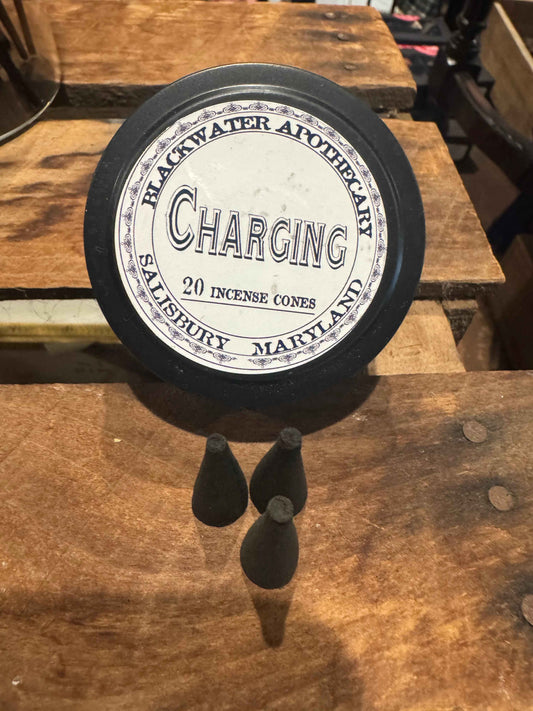 BLACKWATER APOTHECARY
CHARGING
20 INCENSE CONES
SALISBURY MARYLAND